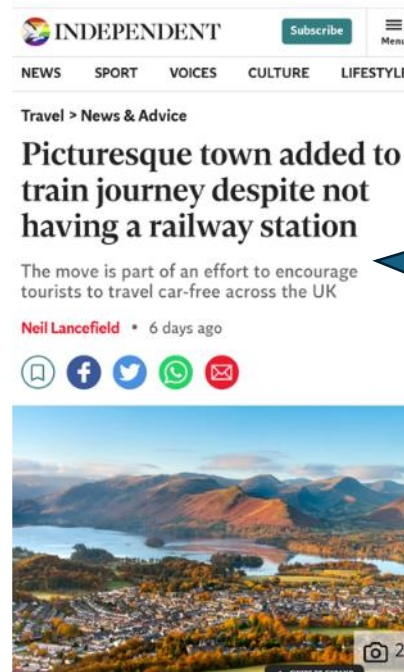 INDEPENDENT
Subscribe
Menu
NEWS SPORT VOICES CULTURE LIFESTYLE
Travel > News & Advice
Picturesque town added to
train journey despite not
having a railway station
The move is part of an effort to encourage
tourists to travel car-free across the UK
Neil Lancefield • 6 days ago
2